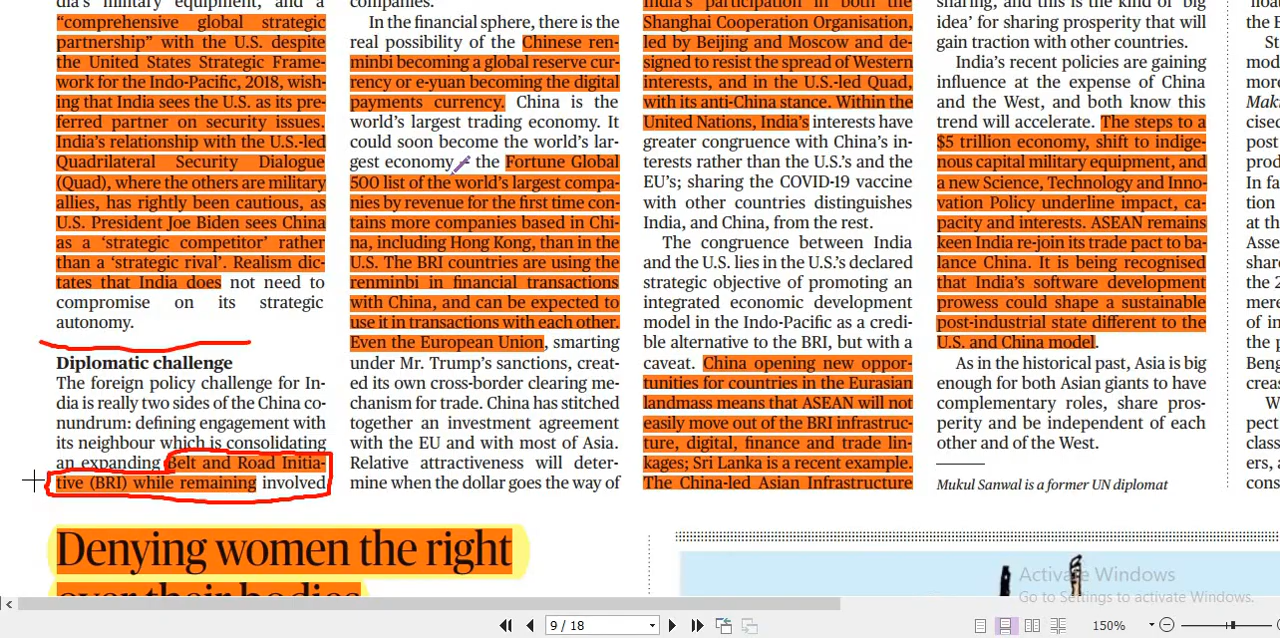 dia's military equipment, and a
"comprehensive global strategic
partnership" with the U.S. despite
the United States Strategic Frame-
work for the Indo-Pacific, 2018, wish-
ing that India sees the U.S. as its pre-
ferred partner on security issues.
India's relationship with the U.S.-led
Quadrilateral Security Dialogue
(Quad), where the others are military
allies, has rightly been cautious, as
U.S. President Joe Biden sees China
as a 'strategic competitor' rather
than a 'strategic rival'. Realism dic-
tates that India does not need to
compromise on its strategic
autonomy.
Diplomatic challenge
The foreign policy challenge for In-
dia is really two sides of the China co-
nundrum: defining engagement with
its neighbour which is consolidating
an expanding Belt and Road Initia-
tive (BRI) while remaining involved
companies.
In the financial sphere, there is the
real possibility of the Chinese ren-
minbi becoming a global reserve cur-
rency or e-yuan becoming the digital
payments currency. China is the
world's largest trading economy. It
could soon become the world's lar-
gest economy the Fortune Global
500 list of the world's largest compa-
nies by revenue for the first time con-
tains more companies based in Chi-
na, including Hong Kong, than in the
U.S. The BRI countries are using the
renminbi in financial transactions
with China, and can be expected to
use it in transactions with each other.
Even the European Union, smarting
under Mr. Trump's sanctions, creat-
ed its own cross-border clearing me-
chanism for trade. China has stitched
together an investment agreement
with the EU and with most of Asia.
Relative attractiveness will deter-
mine when the dollar goes the way of
India's participation in both the
Shanghai Cooperation Organisation,
led by Beijing and Moscow and de-
signed to resist the spread of Western
interests, and in the U.S.-led Quad,
with its anti-China stance. Within the
United Nations, India's interests have
greater congruence with China's in-
terests rather than the U.S.'s and the
EU's; sharing the COVID-19 vaccine
with other countries distinguishes
India, and China, from the rest.
The congruence between India
and the U.S. lies in the U.S.'s declared
strategic objective of promoting an
integrated economic development
model in the Indo-Pacific as a credi-
ble alternative to the BRI, but with a
caveat. China opening new oppor-
tunities for countries in the Eurasian
landmass means that ASEAN will not
easily move out of the BRI infrastruc-
ture, digital, finance and trade lin-
kages; Sri Lanka is a recent example.
The China-led Asian Infrastructure
sharing, and this is the kind of 'big
idea' for sharing prosperity that will
gain traction with other countries.
India's recent policies are gaining
influence at the expense of China
and the West, and both know this
trend will accelerate. The steps to a
$5 trillion economy, shift to indige-
nous capital military equipment, and
a new Science, Technology and Inno-
vation Policy underline impact, ca-
pacity and interests. ASEAN remains
keen India re-join its trade pact to ba-
lance China. It is being recognised
that India's software development
prowess could shape a sustainable
post-industrial state different to the
U.S. and China model.
As in the historical past, Asia is big
enough for both Asian giants to have
complementary roles, share pros-
perity and be independent of each
other and of the West.
Mukul Sanwal is a former UN diplomat
Denying women the right
over their bodies
Activate Windows
Go to Settings to activate Windows.
9 / 18
150%